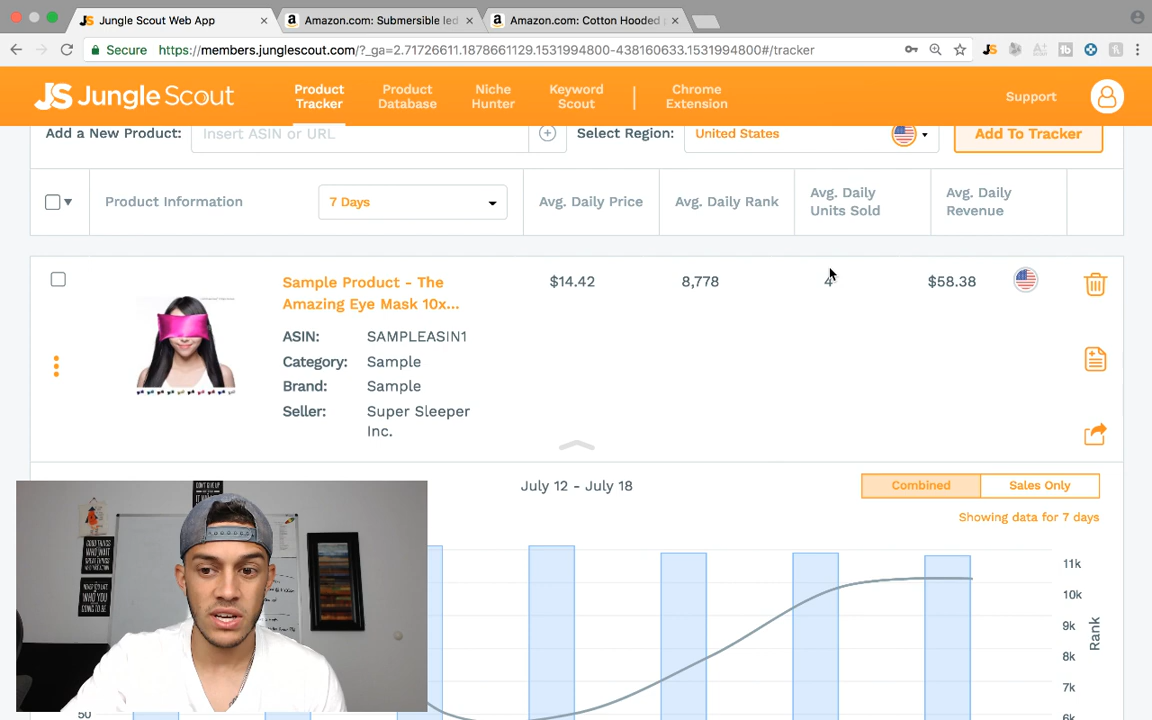 Jungle Scout Web App
Amazon.com: Submersible led
Amazon.com: Cotton Hooded
Secure
https://members.junglescout.com/?_ga=2.71726611.1878661129.1531994800-438160633.1531994800#/tracker
JS Jungle Scout
Product Tracker
Product Database
Niche Hunter
Keyword Scout
Chrome Extension
Support
Add a New Product:
Insert ASIN or URL
Select Region:
United States
Add To Tracker
Product Information
7 Days
Avg. Daily Price
Avg. Daily Rank
Avg. Daily Units Sold
Avg. Daily Revenue
Sample Product - The
Amazing Eye Mask 10x...
$14.42
8,778
4
$58.38
ASIN: SAMPLEASIN1
Category: Sample
Brand: Sample
Seller: Super Sleeper
Inc.
July 12 - July 18
Combined
Sales Only
Showing data for 7 days
11k
10k
9k
8k
7k
6k
Rank
50